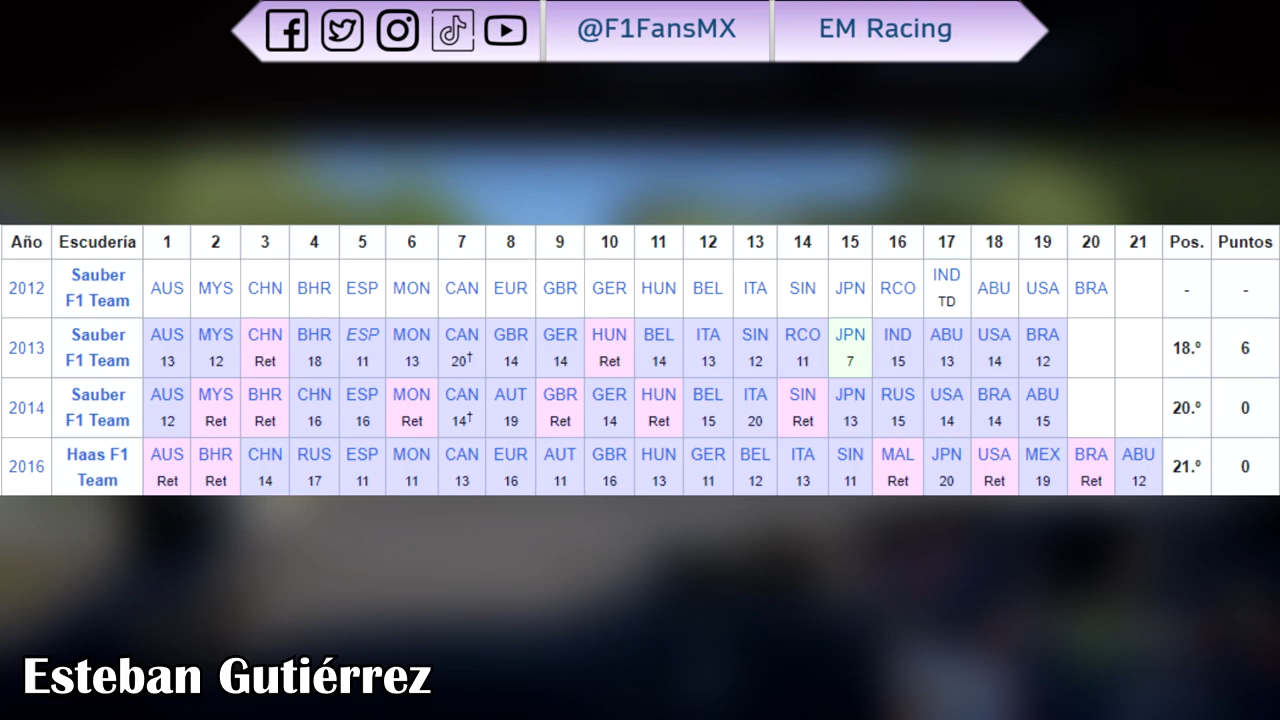 @F1FansMX EM Racing
Año Escudería 1 2 3 4 5 6 7 8 9 10 11 12 13 14 15 16 17 18 19 20 21 Pos. Puntos
2012 Sauber F1 Team AUS MYS CHN BHR ESP MON CAN EUR GBR GER HUN BEL ITA SIN JPN RCO IND TD ABU USA BRA - -
2013 Sauber F1 Team AUS 13 MYS 12 CHN Ret BHR 18 ESP 11 MON 13 CAN 20† GBR 14 GER 14 HUN Ret BEL 14 ITA 13 SIN 12 RCO 11 JPN 7 IND 15 ABU 13 USA 14 BRA 12 18.º 6
2014 Sauber F1 Team AUS 12 MYS Ret BHR Ret CHN 16 ESP 16 MON Ret CAN 14† AUT 19 GBR Ret GER 14 HUN Ret BEL 15 ITA 20 SIN Ret JPN 13 RUS 15 USA 14 BRA 14 ABU 15 20.º 0
2016 Haas F1 Team AUS Ret BHR Ret CHN 14 RUS 17 ESP 11 MON 11 CAN 13 EUR 16 AUT 11 GBR 16 HUN 13 GER 11 BEL 12 ITA 13 SIN 11 MAL Ret JPN 20 USA Ret MEX 19 BRA Ret ABU 12 21.º 0
Esteban Gutiérrez